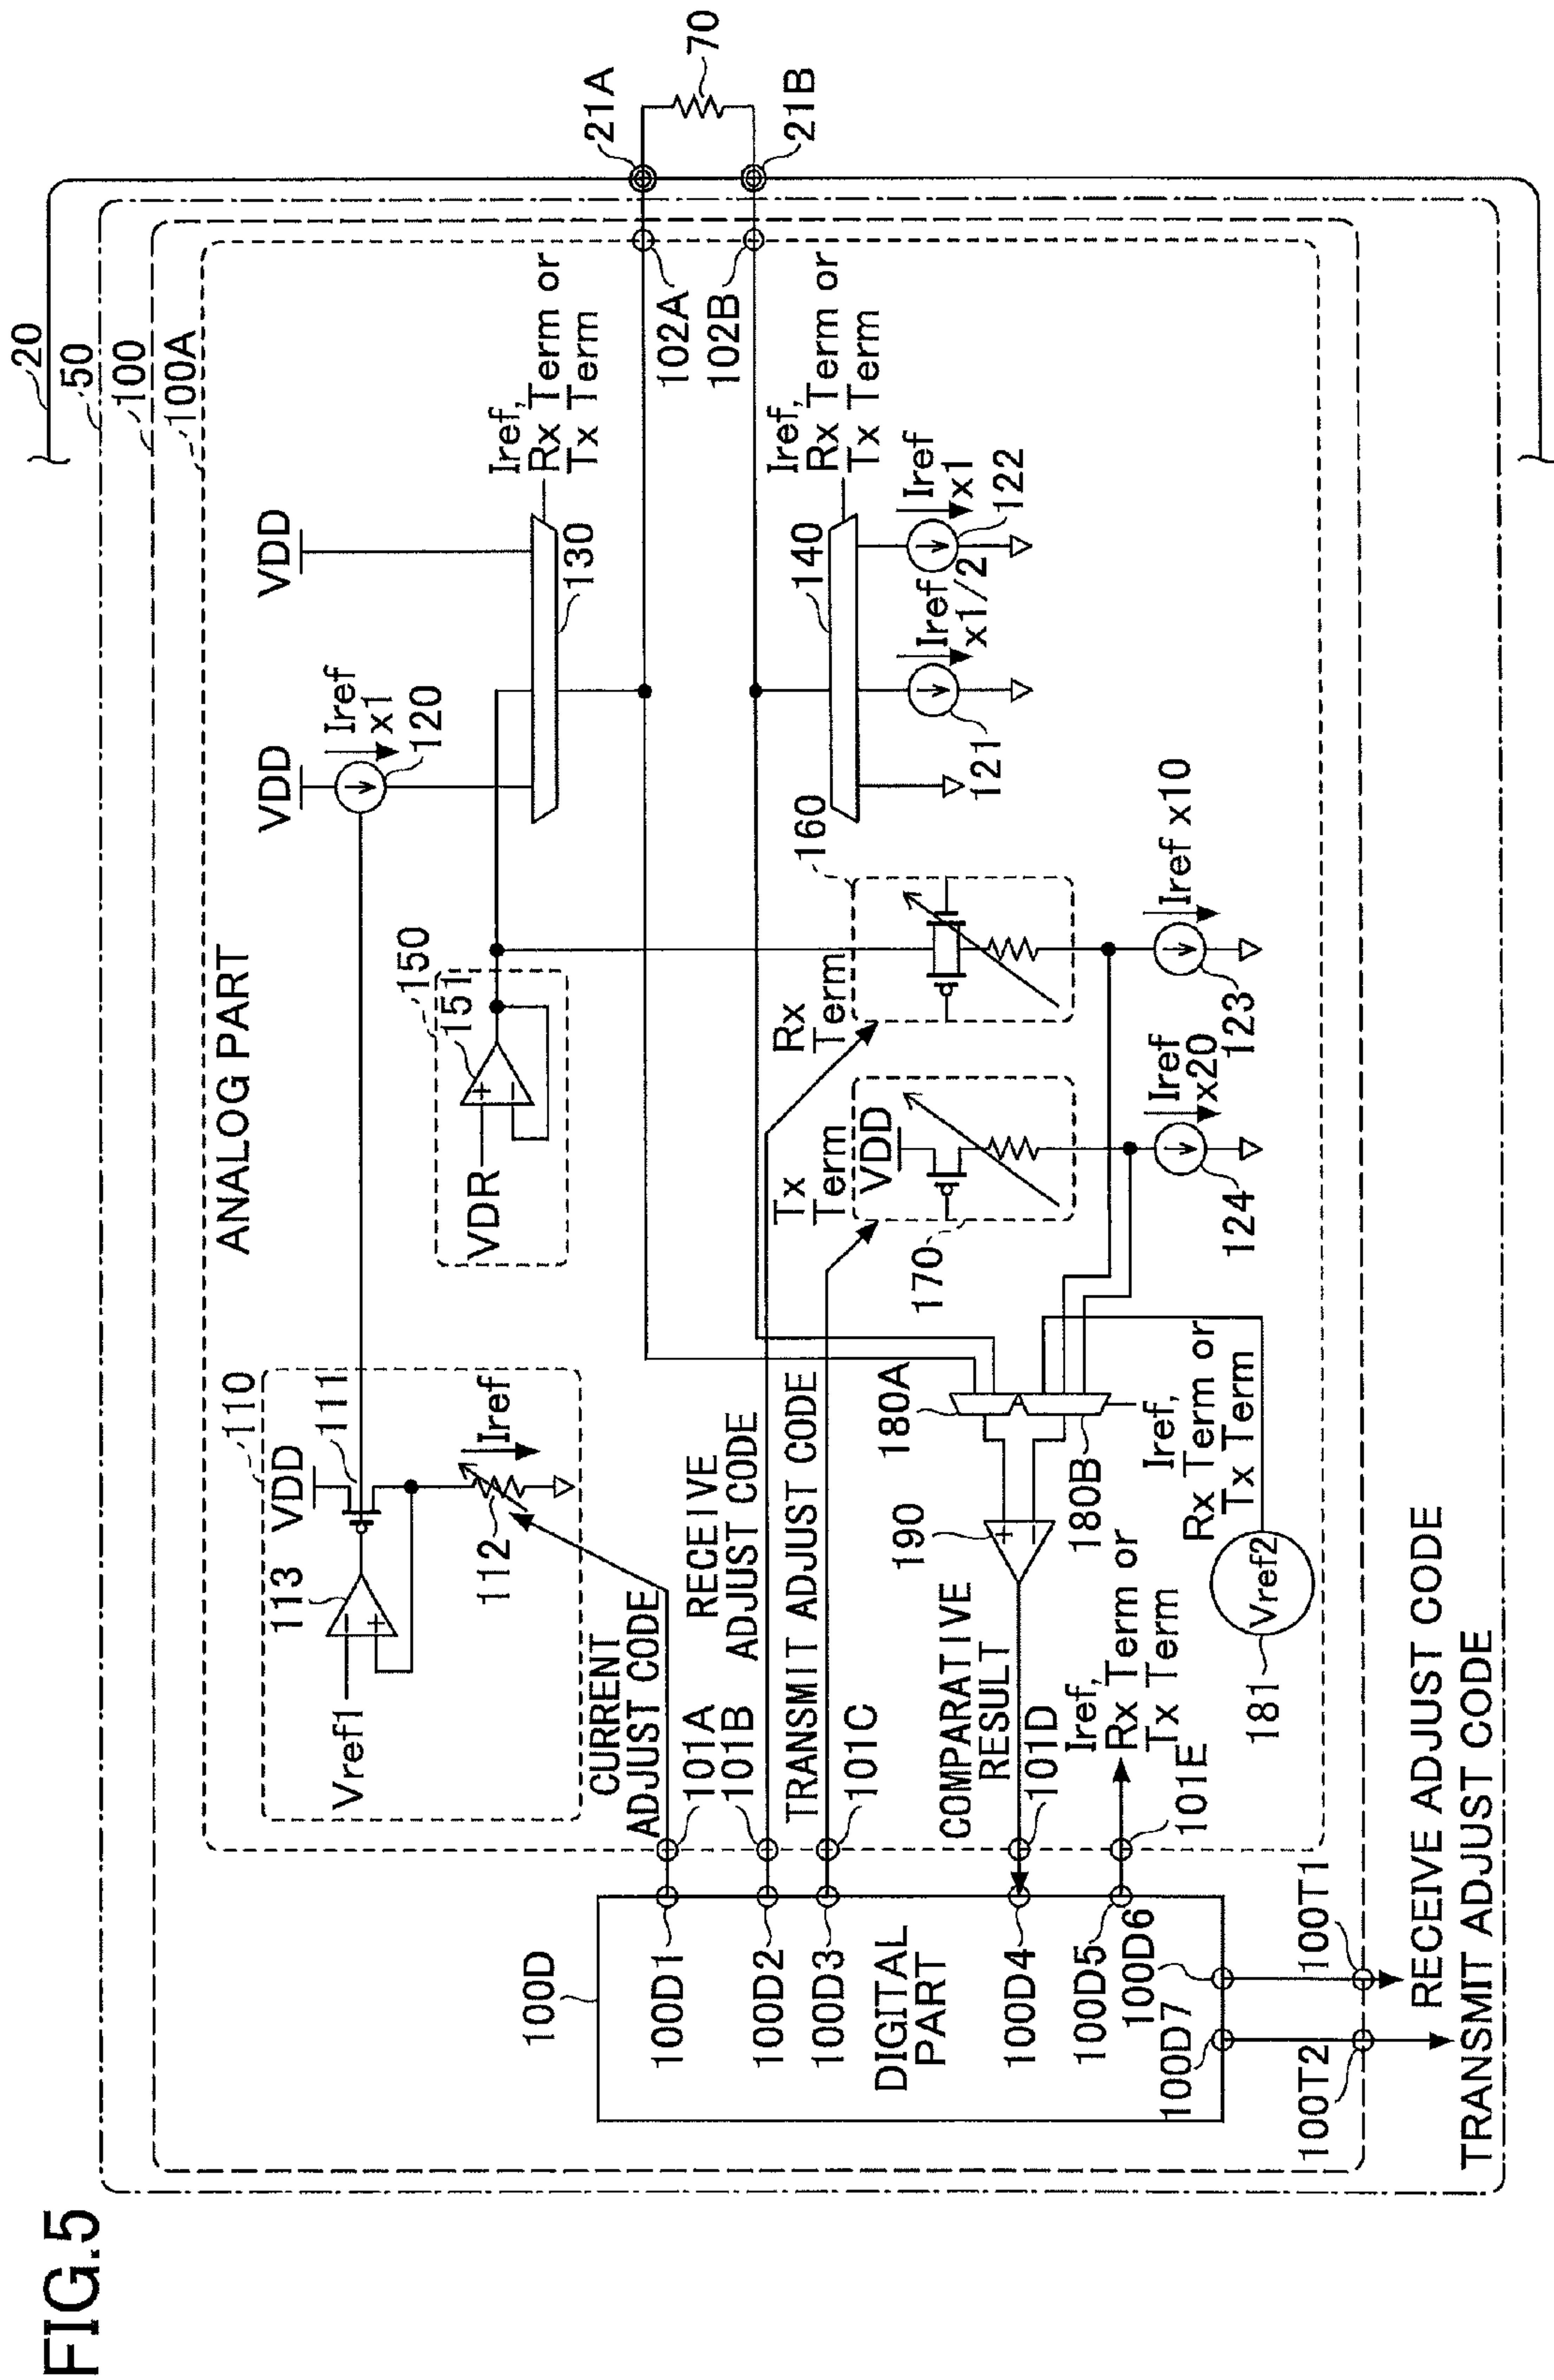 FIG.5
20
50
100
100A
ANALOG PART
110
VDD
111
113
Vref1
112
Iref
VDD
Iref
x1
120
VDD
Iref,
Rx Term or
Tx Term
130
150
151
VDR
21A
70
21B
102A
102B
Iref,
Rx Term or
Tx Term
140
Iref
x1/2
121
Iref
x1
122
160
Rx
Term
Iref x10
123
Tx
Term
VDD
170
Iref
x20
124
CURRENT
ADJUST CODE
RECEIVE
ADJUST CODE
TRANSMIT ADJUST CODE
180A
180B
Iref,
Rx Term or
Tx Term
190
COMPARATIVE
RESULT
Vref2
181
Iref,
Rx Term or
Tx Term
101A
101B
101C
101D
101E
100D
100D1
100D2
100D3
DIGITAL
PART
100D4
100D5
100D6
100D7
100T1
100T2
RECEIVE ADJUST CODE
TRANSMIT ADJUST CODE